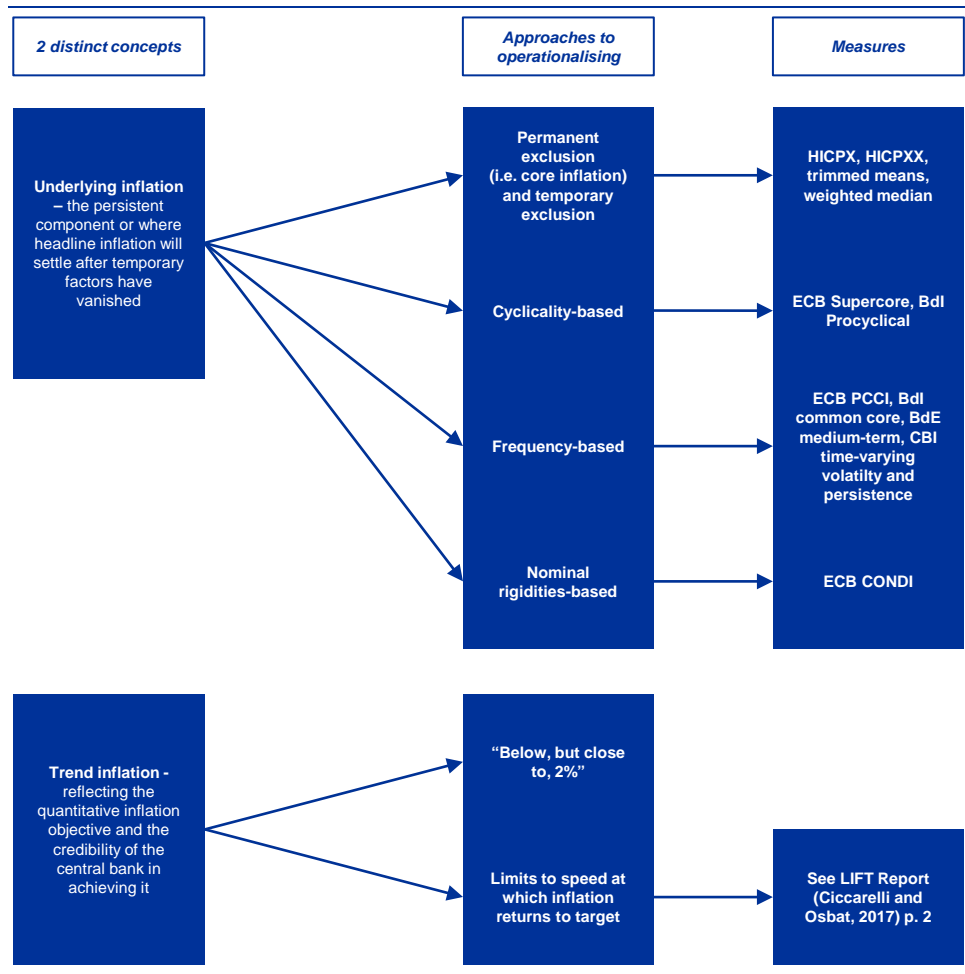 2 distinct concepts
Approaches to
operationalising
Measures
Underlying inflation
– the persistent
component or where
headline inflation will
settle after temporary
factors have
vanished
Permanent
exclusion
(i.e. core inflation)
and temporary
exclusion
HICPX, HICPXX,
trimmed means,
weighted median
Cyclicality-based
ECB Supercore, BdI
Procyclical
Frequency-based
ECB PCCI, BdI
common core, BdE
medium-term, CBI
time-varying
volatilty and
persistence
Nominal
rigidities-based
ECB CONDI
Trend inflation -
reflecting the
quantitative inflation
objective and the
credibility of the
central bank in
achieving it
“Below, but close
to, 2%”
Limits to speed at
which inflation
returns to target
See LIFT Report
(Ciccarelli and
Osbat, 2017) p. 2